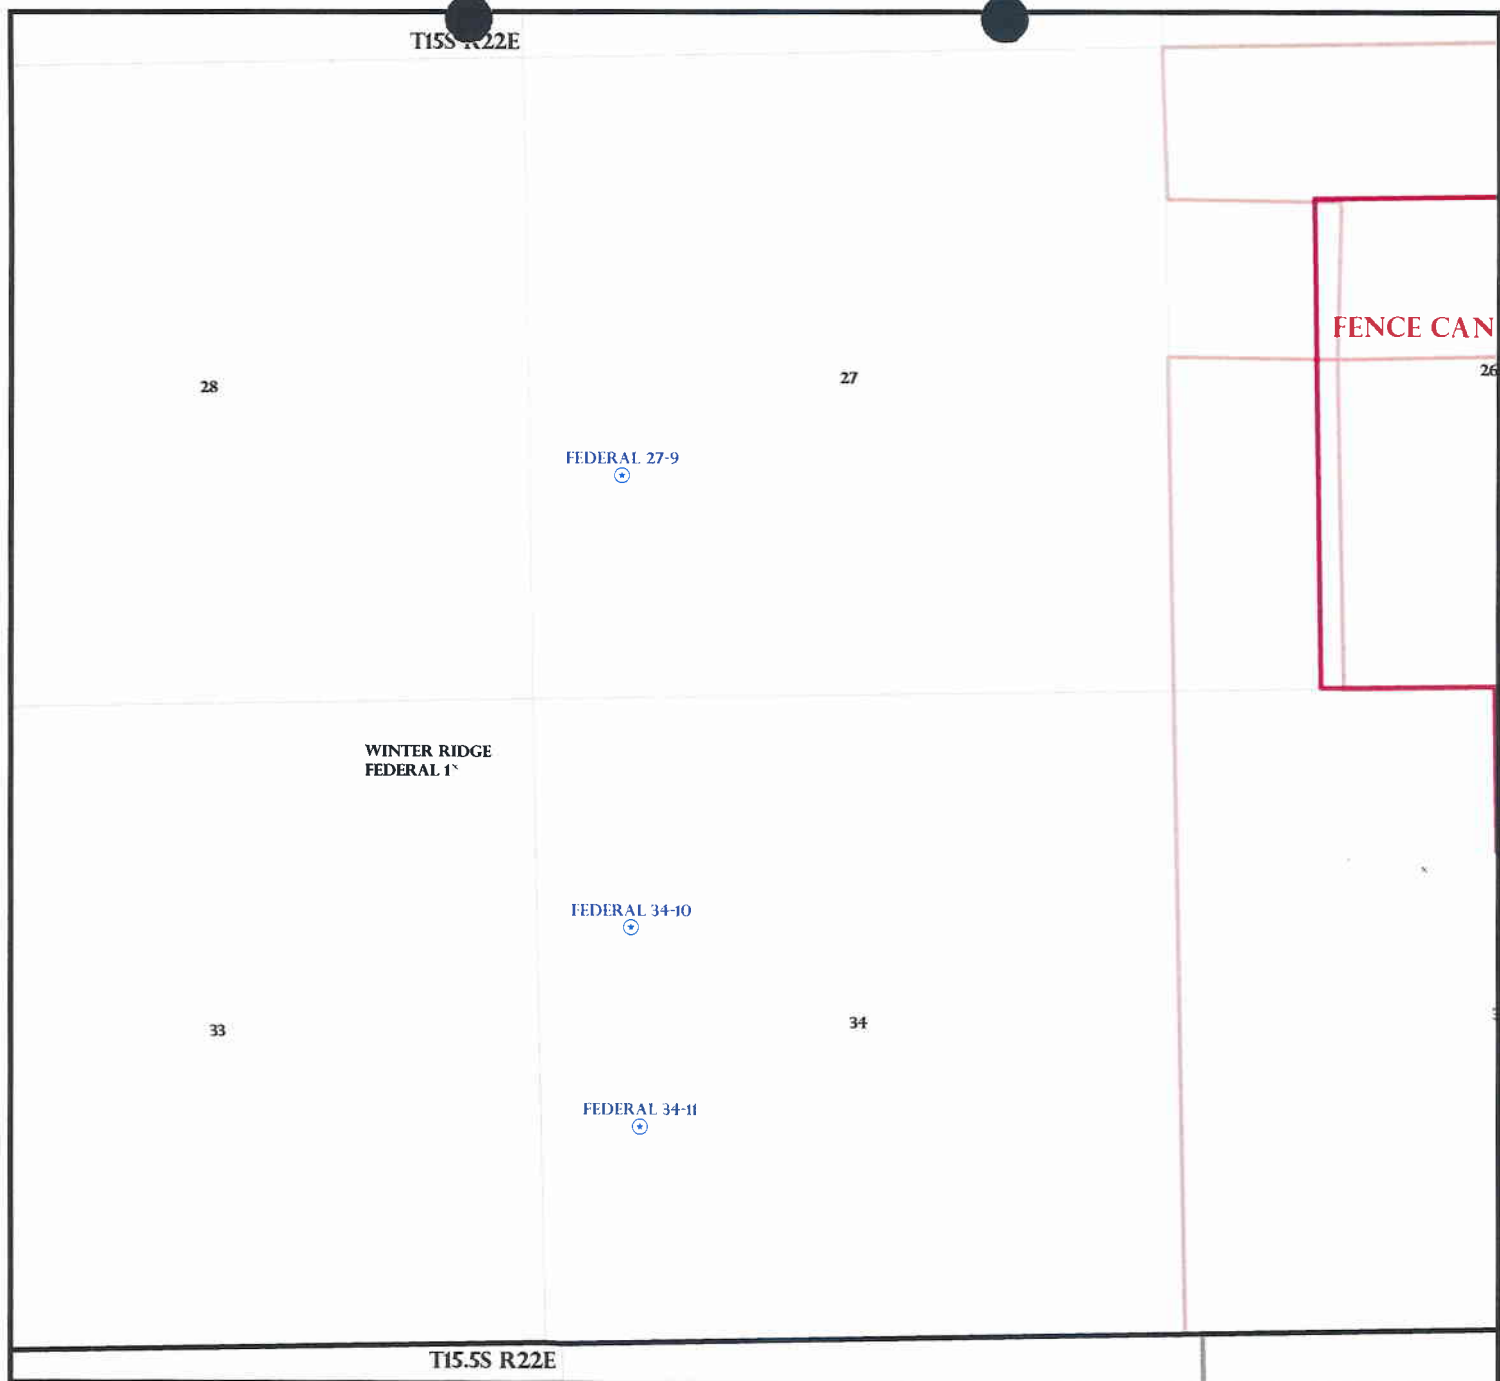 T15S R22E
FENCE CAN
28
27
26
FEDERAL 27-9
WINTER RIDGE
FEDERAL 1
FEDERAL 34-10
33
34
FEDERAL 34-11
T15.5S R22E